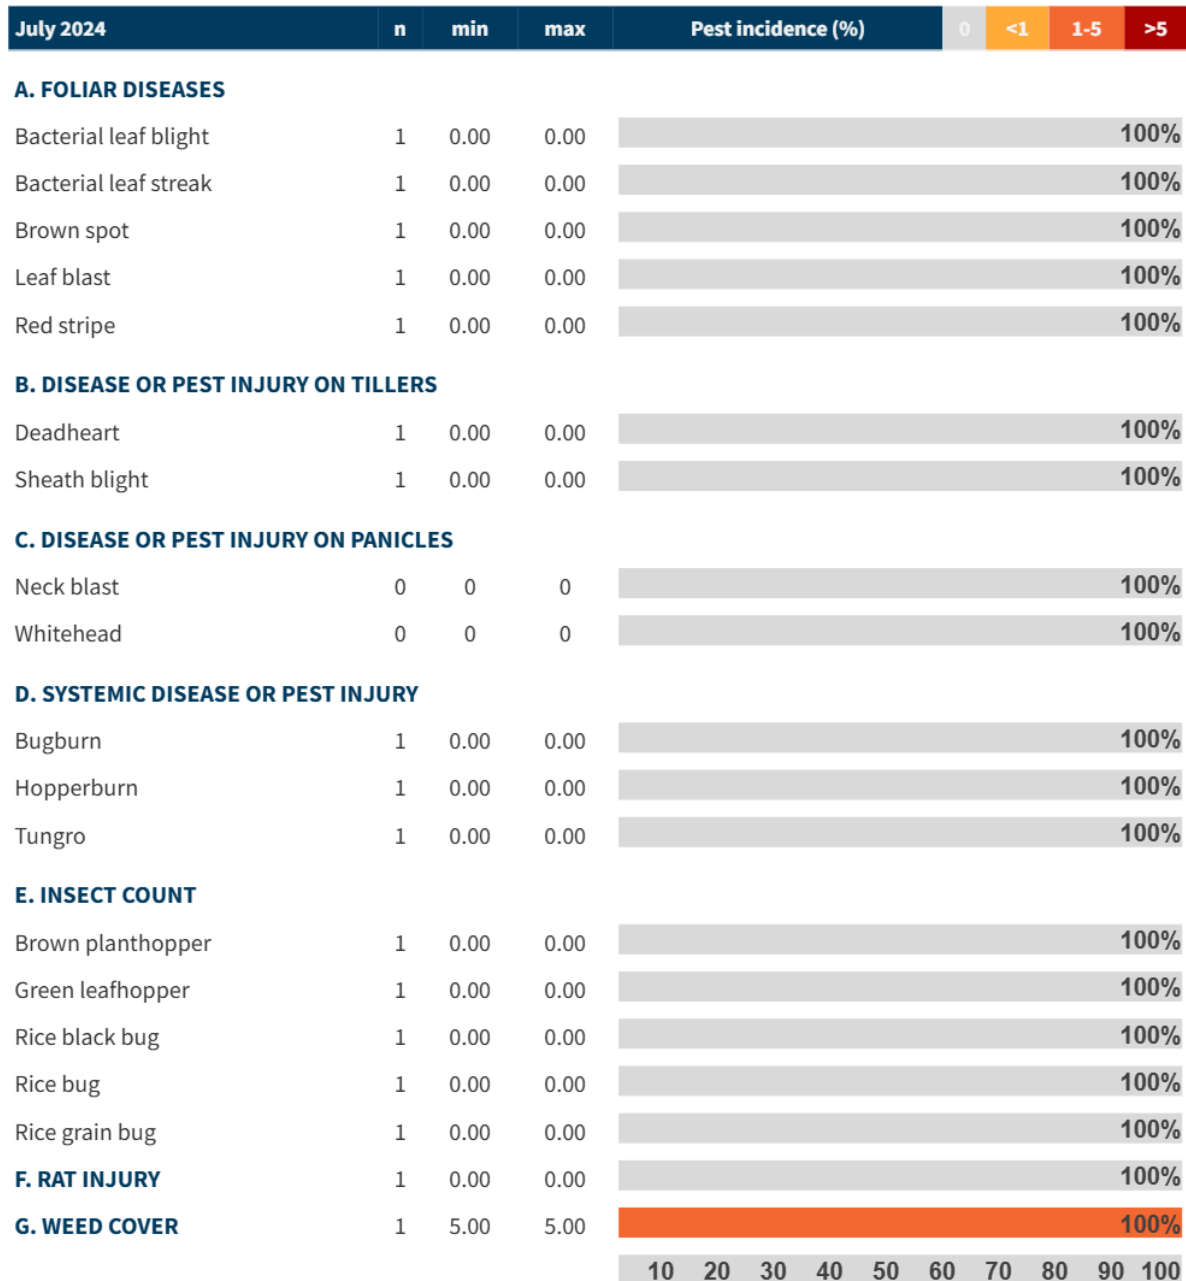 July 2024 n min max Pest incidence (%) 0 <1 1-5 >5
A. FOLIAR DISEASES
Bacterial leaf blight 1 0.00 0.00 100%
Bacterial leaf streak 1 0.00 0.00 100%
Brown spot 1 0.00 0.00 100%
Leaf blast 1 0.00 0.00 100%
Red stripe 1 0.00 0.00 100%
B. DISEASE OR PEST INJURY ON TILLERS
Deadheart 1 0.00 0.00 100%
Sheath blight 1 0.00 0.00 100%
C. DISEASE OR PEST INJURY ON PANICLES
Neck blast 0 0 0 100%
Whitehead 0 0 0 100%
D. SYSTEMIC DISEASE OR PEST INJURY
Bugburn 1 0.00 0.00 100%
Hopperburn 1 0.00 0.00 100%
Tungro 1 0.00 0.00 100%
E. INSECT COUNT
Brown planthopper 1 0.00 0.00 100%
Green leafhopper 1 0.00 0.00 100%
Rice black bug 1 0.00 0.00 100%
Rice bug 1 0.00 0.00 100%
Rice grain bug 1 0.00 0.00 100%
F. RAT INJURY 1 0.00 0.00 100%
G. WEED COVER 1 5.00 5.00 100%
10 20 30 40 50 60 70 80 90 100